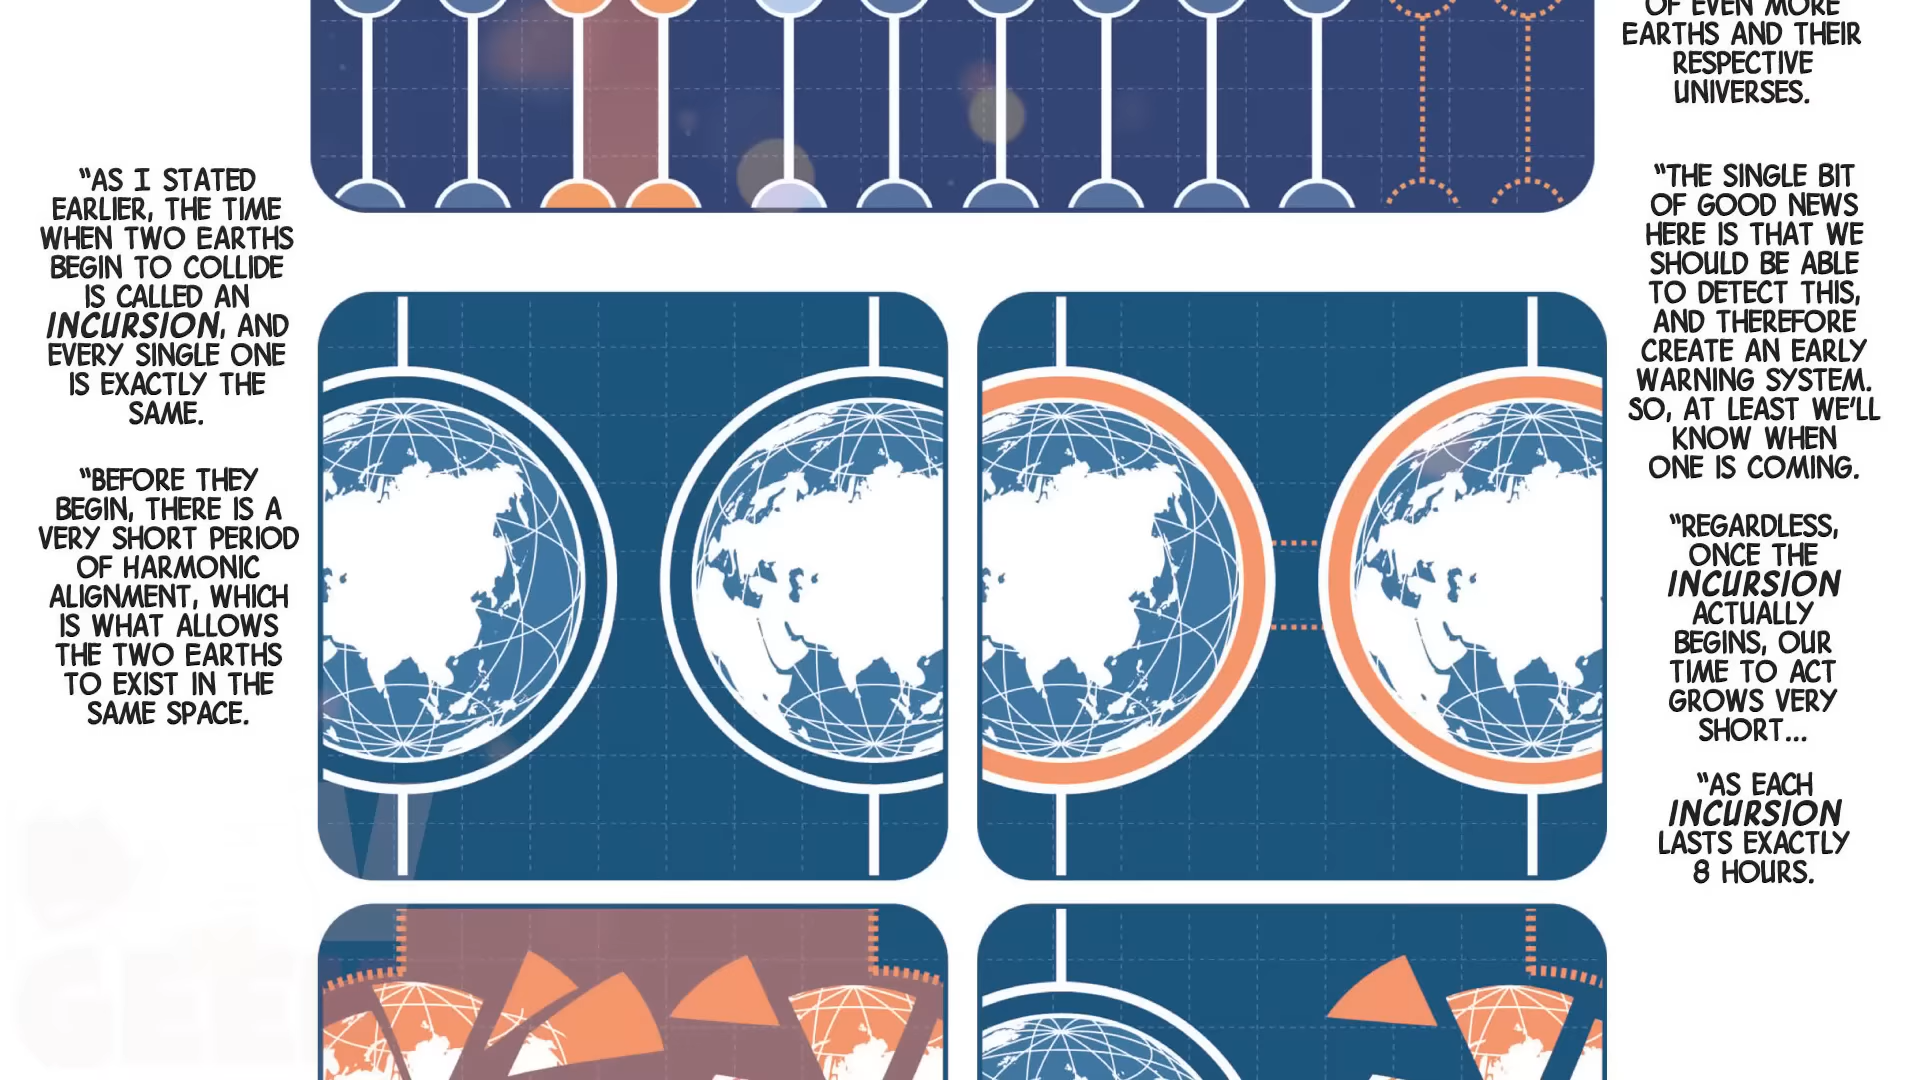 "AS I STATED
EARLIER, THE TIME
WHEN TWO EARTHS
BEGIN TO COLLIDE
IS CALLED AN
INCURSION, AND
EVERY SINGLE ONE
IS EXACTLY THE
SAME.
"BEFORE THEY
BEGIN, THERE IS A
VERY SHORT PERIOD
OF HARMONIC
ALIGNMENT, WHICH
IS WHAT ALLOWS
THE TWO EARTHS
TO EXIST IN THE
SAME SPACE.
OF EVEN MORE
EARTHS AND THEIR
RESPECTIVE
UNIVERSES.
"THE SINGLE BIT
OF GOOD NEWS
HERE IS THAT WE
SHOULD BE ABLE
TO DETECT THIS,
AND THEREFORE
CREATE AN EARLY
WARNING SYSTEM.
SO, AT LEAST WE'LL
KNOW WHEN
ONE IS COMING.
"REGARDLESS,
ONCE THE
INCURSION
ACTUALLY
BEGINS, OUR
TIME TO ACT
GROWS VERY
SHORT...
"AS EACH
INCURSION
LASTS EXACTLY
8 HOURS.